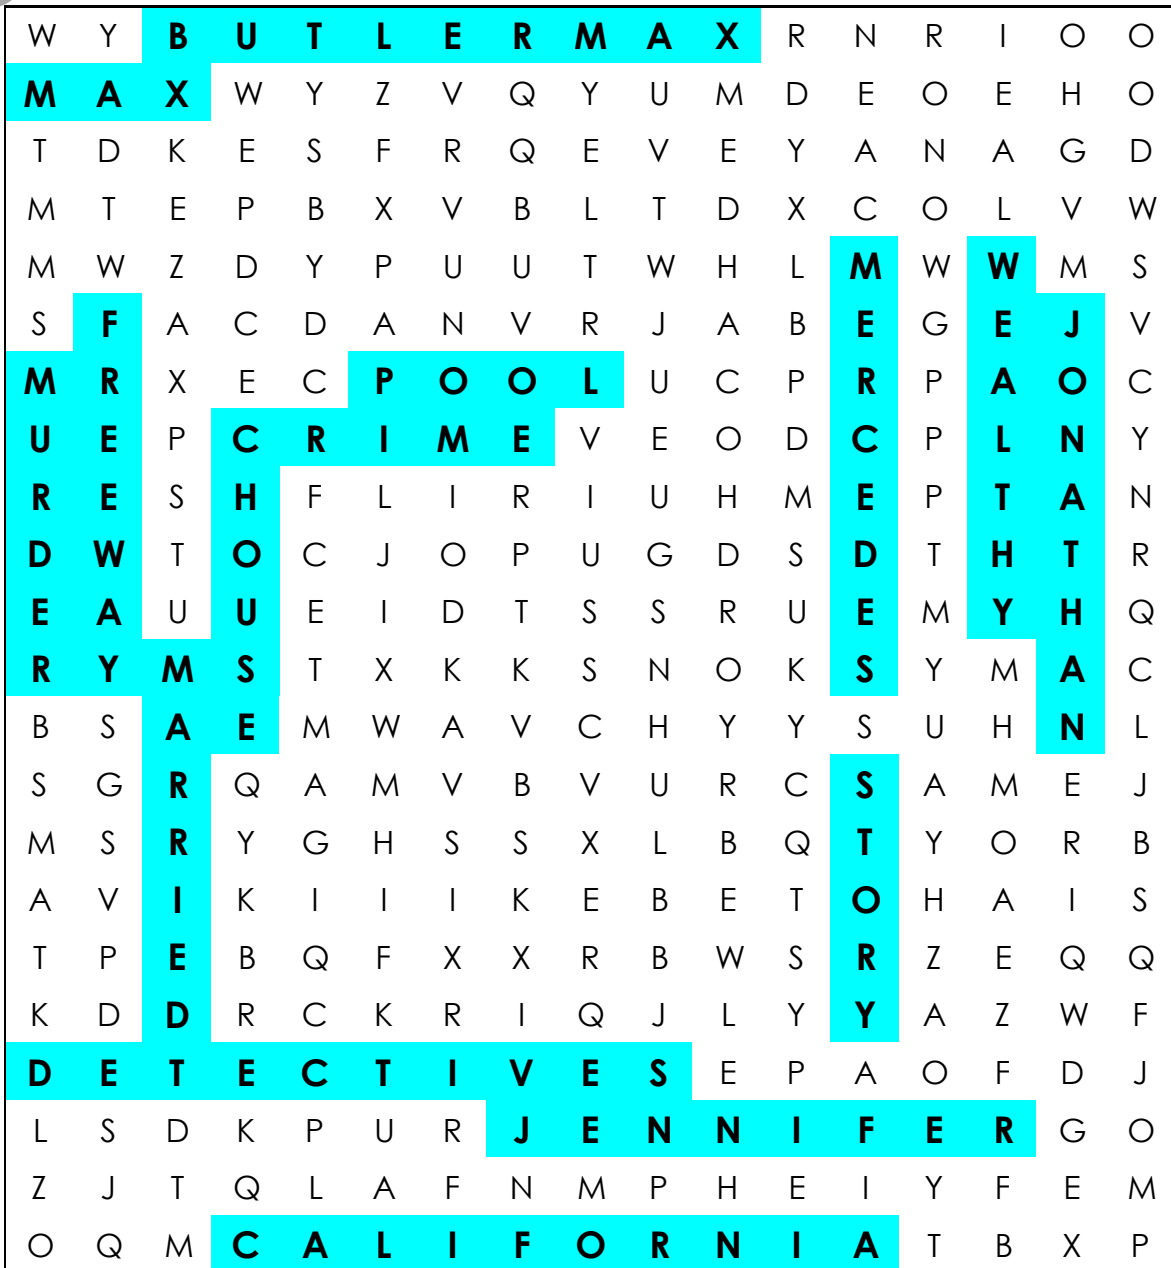 W Y B U T L E R M A X R N R I O O
M A X W Y Z V Q Y U M D E O E H O
T D K E S F R Q E V E Y A N A G D
M T E P B X V B L T D X C O L V W
M W Z D Y P U U T W H L M W W M S
S F A C D A N V R J A B E G E J V
M R X E C P O O L U C P R P A O C
U E P C R I M E V E O D C P L N Y
R E S H F L I R I U H M E P T A N
D W T O C J O P U G D S D T H T R
E A U U E I D T S S R U E M Y H Q
R Y M S T X K K S N O K S Y M A C
B S A E M W A V C H Y Y S U H N L
S G R Q A M V B V U R C S A M E J
M S R Y G H S S X L B Q T Y O R B
A V I K I I I K E B E T O H A I S
T P E B Q F X X R B W S R Z E Q Q
K D D R C K R I Q J L Y Y A Z W F
D E T E C T I V E S E P A O F D J
L S D K P U R J E N N I F E R G O
Z J T Q L A F N M P H E I Y F E M
O Q M C A L I F O R N I A T B X P